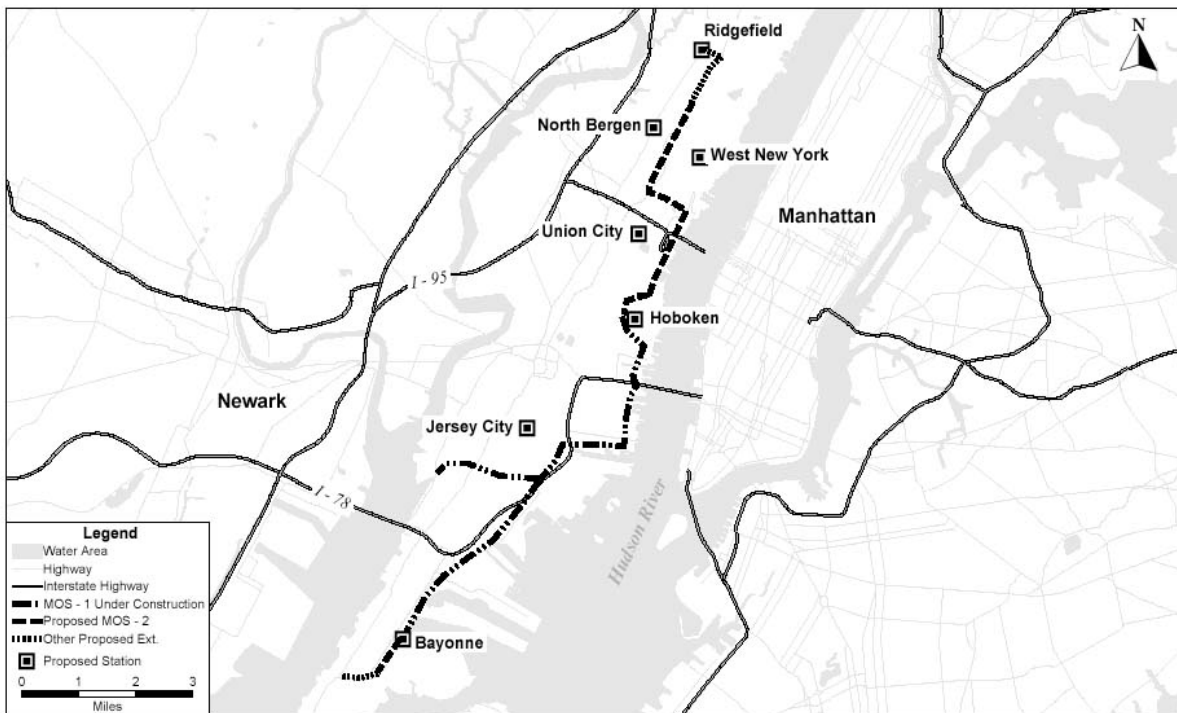 Ridgefield
N
North Bergen
West New York
Manhattan
Union City
I - 95
Hoboken
Newark
Jersey City
I - 78
Hudson River
Legend
Water Area
Highway
Interstate Highway
MOS - 1 Under Construction
Proposed MOS - 2
Other Proposed Ext.
Proposed Station
0 1 2 3
Miles
Bayonne